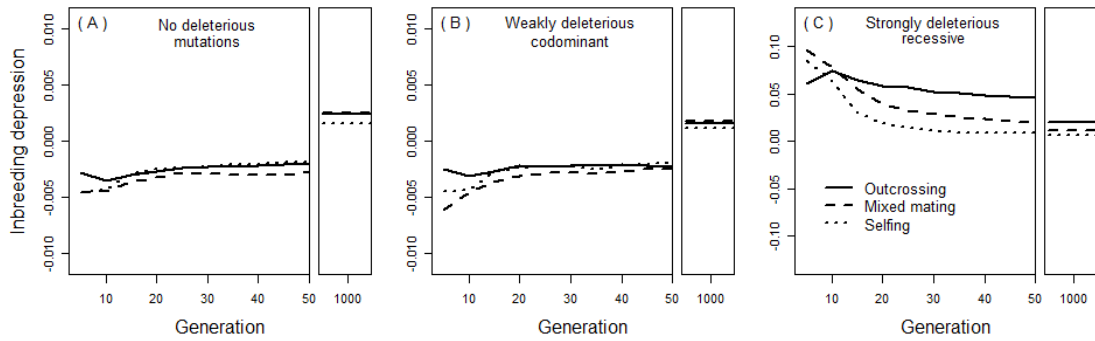 ( A )
No deleterious
mutations
Inbreeding depression
0.010
0.005
0.000
-0.005
-0.010
10
20
30
40
50
1000
Generation
( B )
Weakly deleterious
codominant
0.010
0.005
0.000
-0.005
-0.010
10
20
30
40
50
1000
Generation
( C )
Strongly deleterious
recessive
0.10
0.05
0.00
-0.05
-0.10
Outcrossing
Mixed mating
Selfing
10
20
30
40
50
1000
Generation